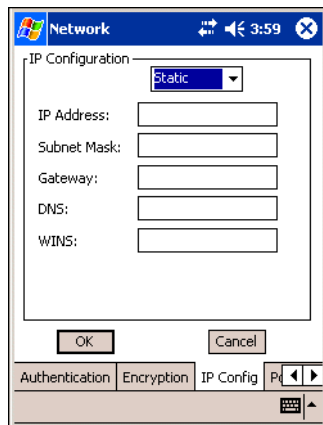 Network 3:59
IP Configuration
Static
IP Address:
Subnet Mask:
Gateway:
DNS:
WINS:
OK Cancel
Authentication Encryption IP Config